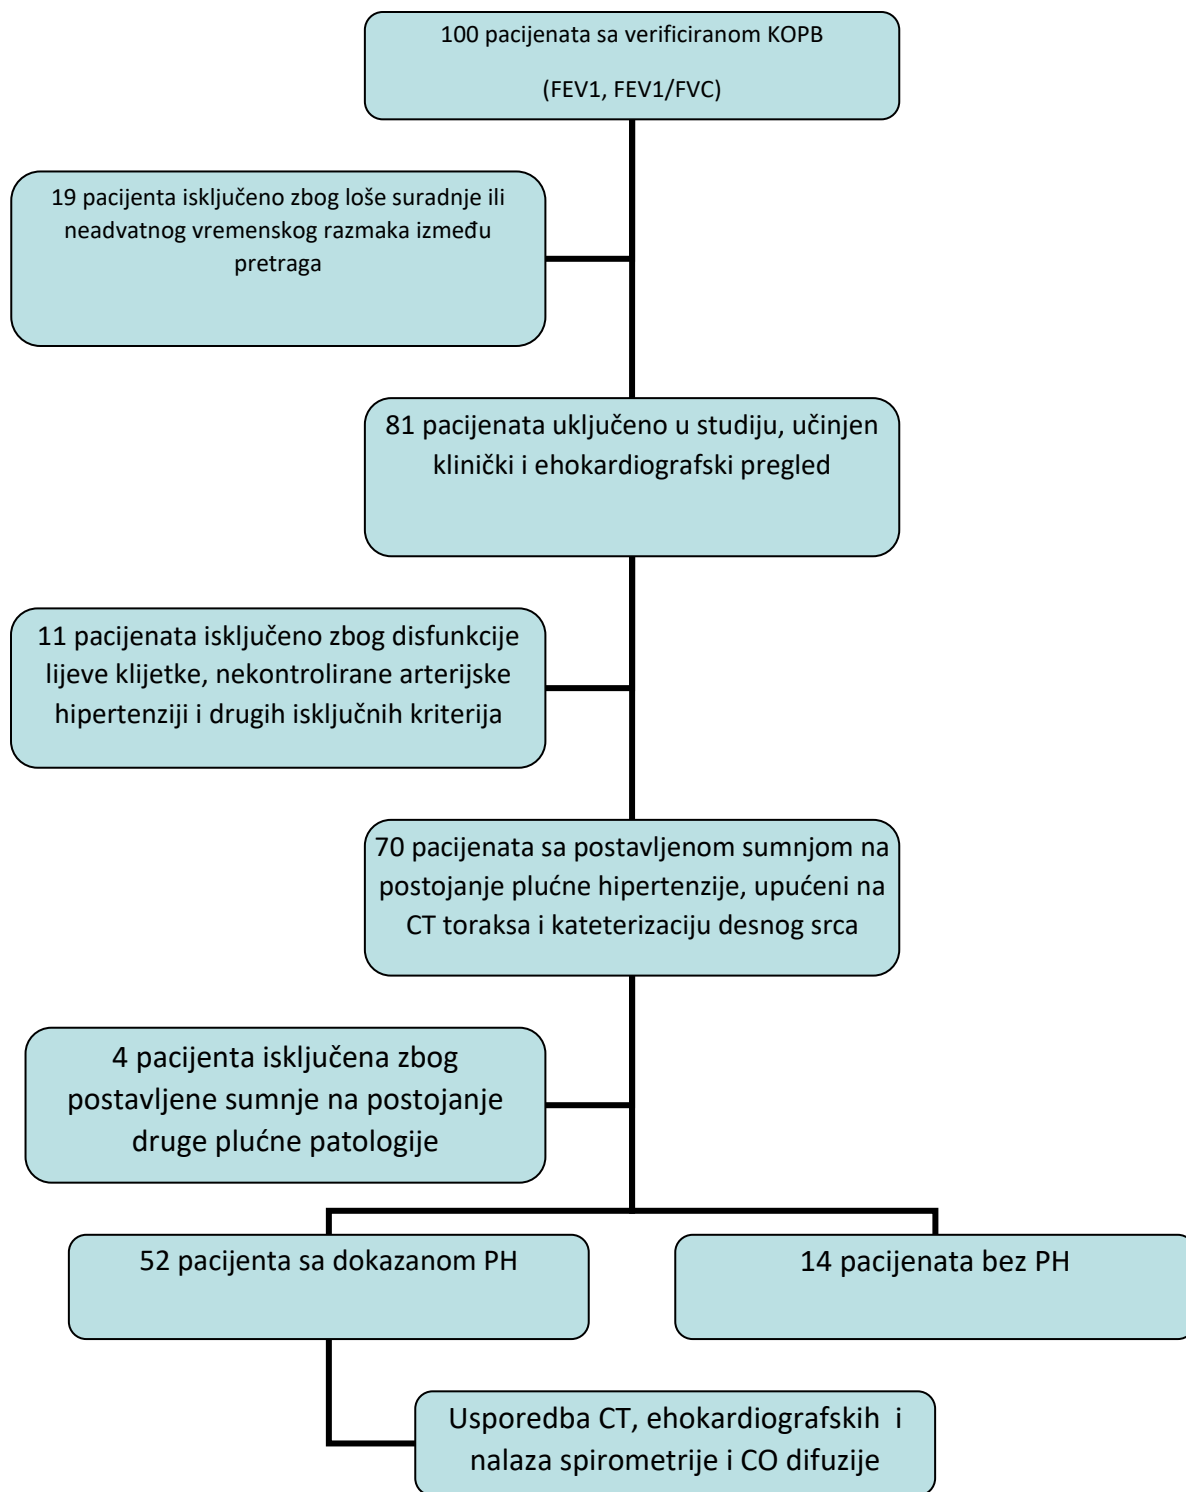 100 pacijenata sa verificiranom KOPB
(FEV1, FEV1/FVC)
19 pacijenta isključeno zbog loše suradnje ili
neadvatnog vremenskog razmaka između
pretraga
81 pacijenata uključeno u studiju, učinjen
klinički i ehokardiografski pregled
11 pacijenata isključeno zbog disfunkcije
lijeve klijetke, nekontrolirane arterijske
hipertenziji i drugih isključnih kriterija
70 pacijenata sa postavljenom sumnjom na
postojanje plućne hipertenzije, upućeni na
CT toraksa i kateterizaciju desnog srca
4 pacijenta isključena zbog
postavljene sumnje na postojanje
druge plućne patologije
52 pacijenta sa dokazanom PH
14 pacijenata bez PH
Usporedba CT, ehokardiografskih i
nalaza spirometrije i CO difuzije